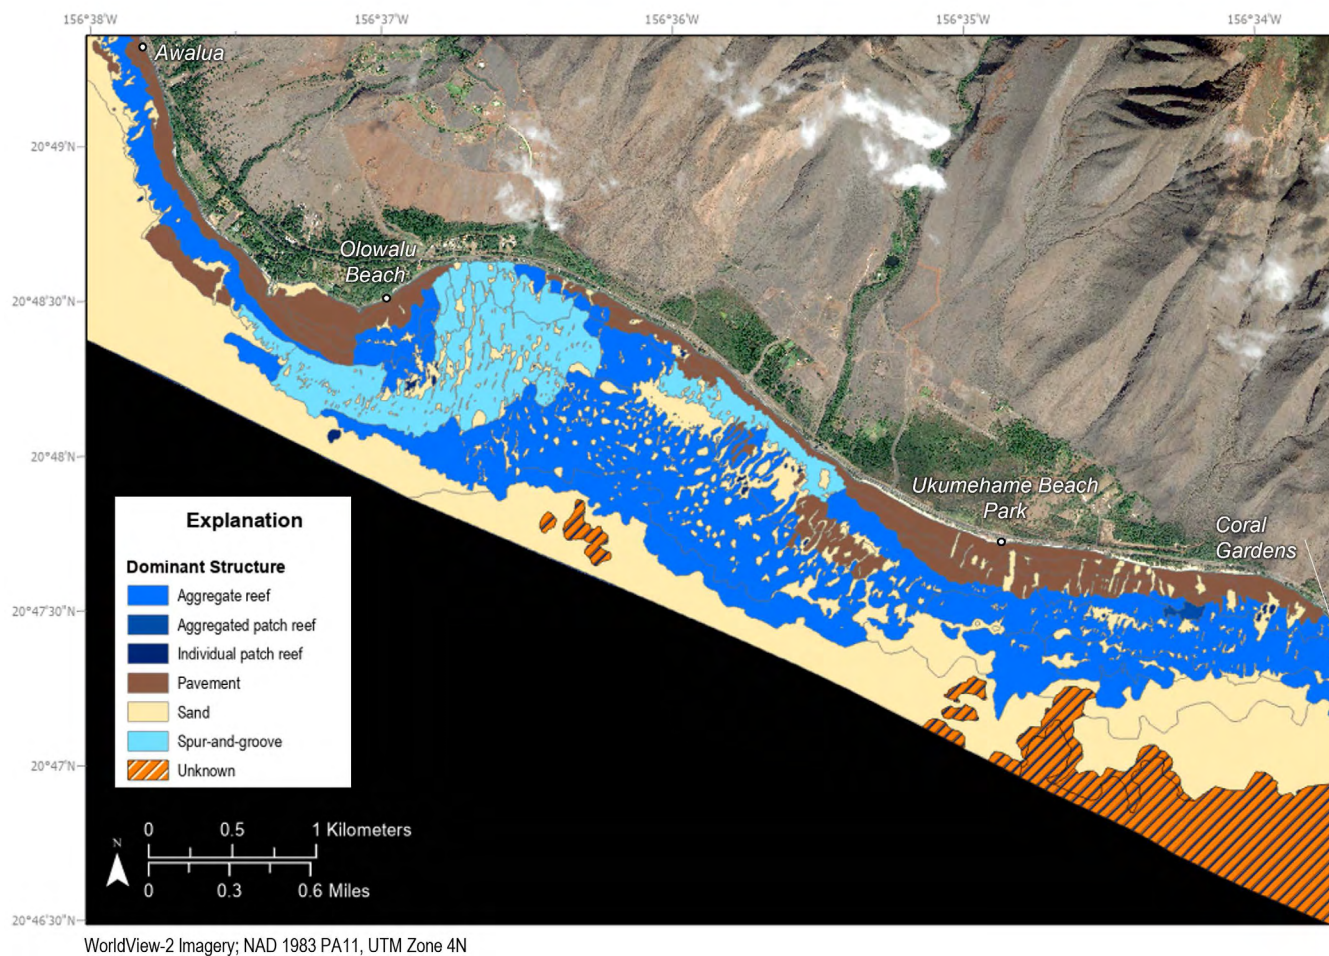 156°38'W 156°37'W 156°36'W 156°35'W 156°34'W
Awalua
20°49'N
Olowalu
Beach
20°48'30"N
20°48'N
Ukumehame Beach
Park
Coral
Gardens
Explanation
Dominant Structure
Aggregate reef
Aggregated patch reef
Individual patch reef
Pavement
Sand
Spur-and-groove
Unknown
20°47'30"N
20°47'N
0 0.5 1 Kilometers
N
0 0.3 0.6 Miles
20°46'30"N
WorldView-2 Imagery; NAD 1983 PA11, UTM Zone 4N